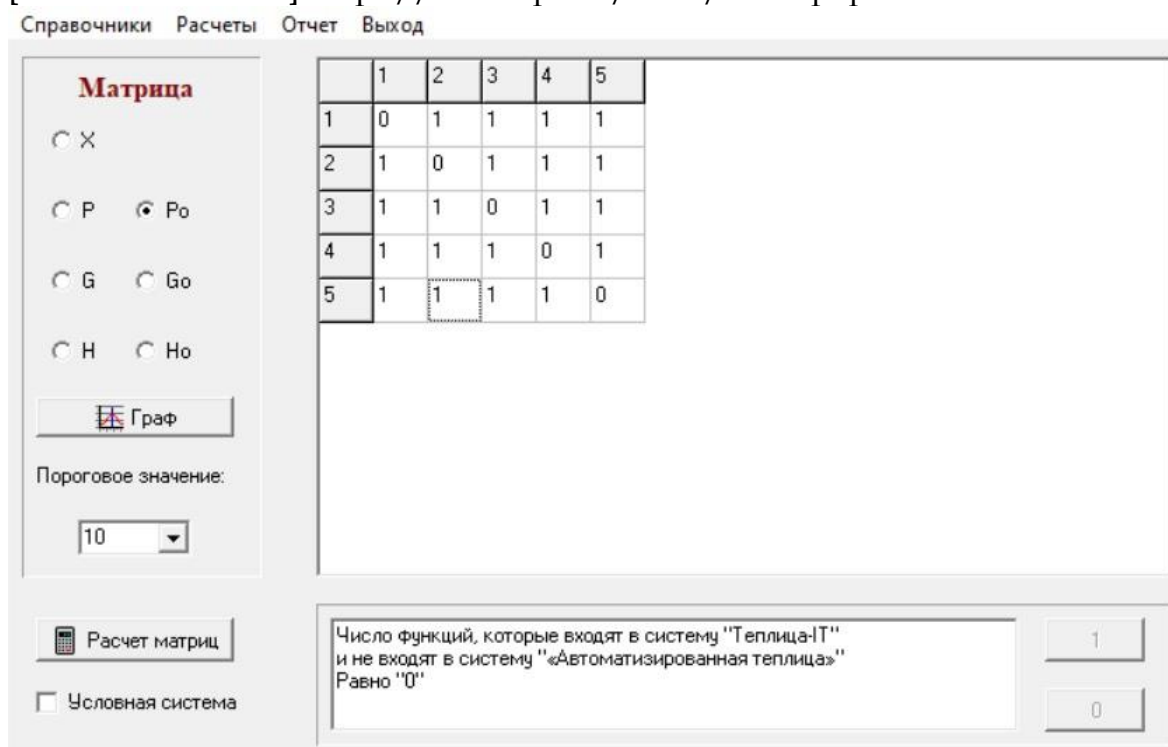 Справочники Расчеты Отчет Выход
Матрица
X
P Po
G Go
H Ho
Граф
Пороговое значение:
10
Расчет матриц
Условная система
1 2 3 4 5
1 0 1 1 1 1
2 1 0 1 1 1
3 1 1 0 1 1
4 1 1 1 0 1
5 1 1 1 1 0
Число функций, которые входят в систему "Теплица-IT"
и не входят в систему "«Автоматизированная теплица»"
Равно "0"
1
0